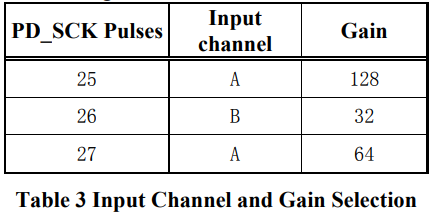 PD_SCK Pulses Input channel Gain
25 A 128
26 B 32
27 A 64
Table 3 Input Channel and Gain Selection